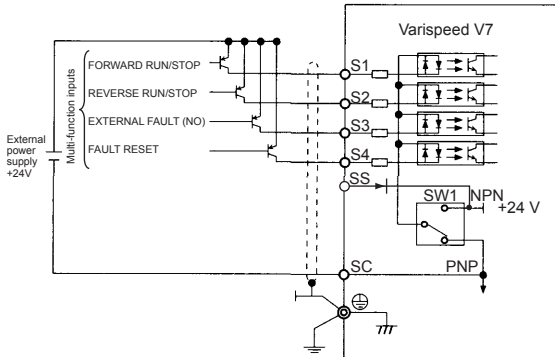 Varispeed V7
FORWARD RUN/STOP
S1
REVERSE RUN/STOP
S2
EXTERNAL FAULT (NO)
S3
FAULT RESET
S4
Multi-function inputs
External
power
supply
+24V
SS
SW1
NPN
+24 V
SC
PNP